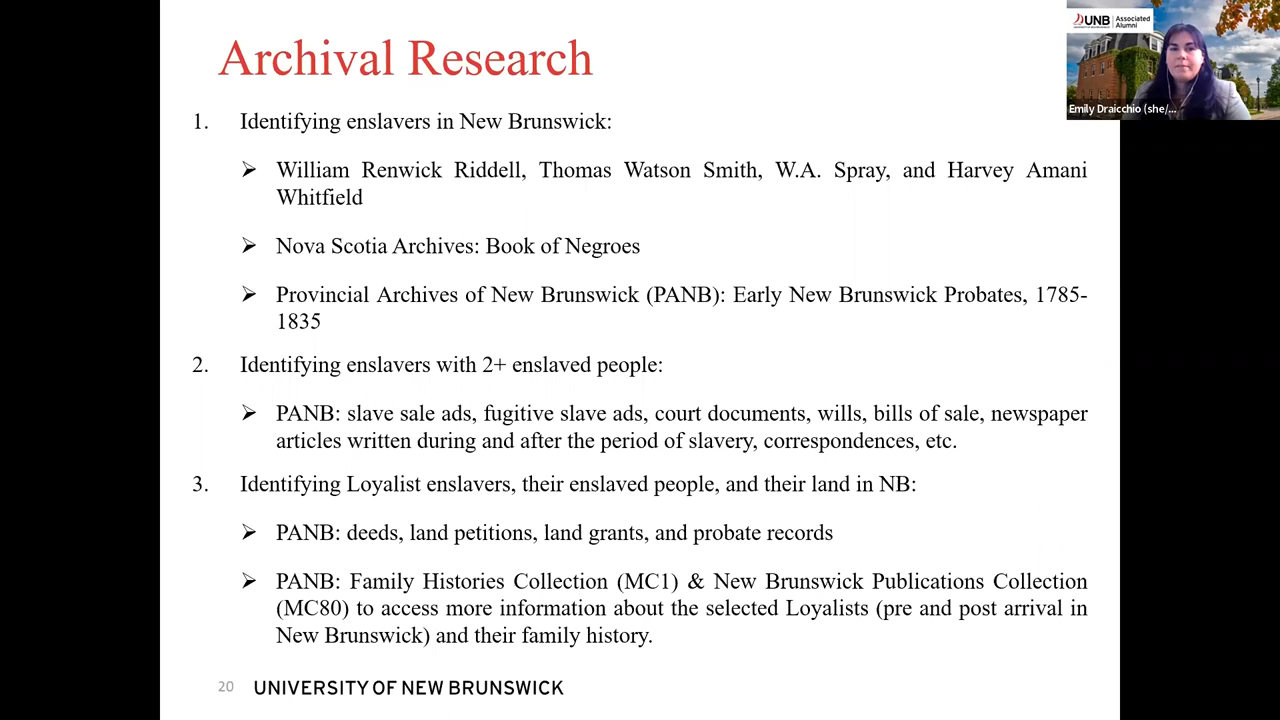 Archival Research
1. Identifying enslavers in New Brunswick:
➢ William Renwick Riddell, Thomas Watson Smith, W.A. Spray, and Harvey Amani
Whitfield
➢ Nova Scotia Archives: Book of Negroes
➢ Provincial Archives of New Brunswick (PANB): Early New Brunswick Probates, 1785-
1835
2. Identifying enslavers with 2+ enslaved people:
➢ PANB: slave sale ads, fugitive slave ads, court documents, wills, bills of sale, newspaper
articles written during and after the period of slavery, correspondences, etc.
3. Identifying Loyalist enslavers, their enslaved people, and their land in NB:
➢ PANB: deeds, land petitions, land grants, and probate records
➢ PANB: Family Histories Collection (MC1) & New Brunswick Publications Collection
(MC80) to access more information about the selected Loyalists (pre and post arrival in
New Brunswick) and their family history.
20 UNIVERSITY OF NEW BRUNSWICK
UNB Associated
Alumni
Emily Draicchio (she/...